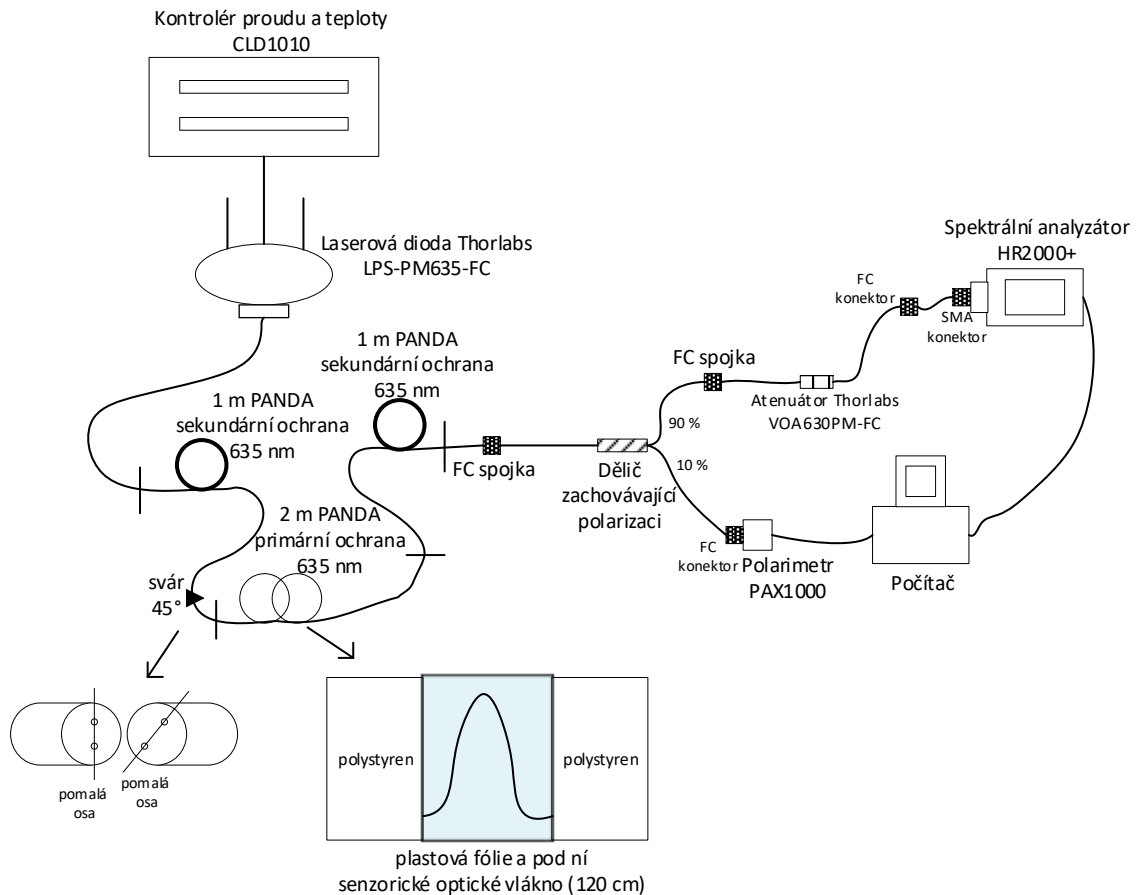 Kontrolér proudu a teploty
CLD1010
Laserová dioda Thorlabs
LPS-PM635-FC
Spektrální analyzátor
HR2000+
FC
konektor
SMA
konektor
1 m PANDA
sekundární ochrana
635 nm
1 m PANDA
sekundární ochrana
635 nm
FC spojka
Atenuátor Thorlabs
VOA630PM-FC
90 %
10 %
FC spojka
Dělič
zachovávající
polarizaci
2 m PANDA
primární ochrana
635 nm
FC
konektor
Polarimetr
PAX1000
Počítač
svár
45°
polystyren
polystyren
pomalá
osa
pomalá
osa
plastová fólie a pod ní
senzorické optické vlákno (120 cm)